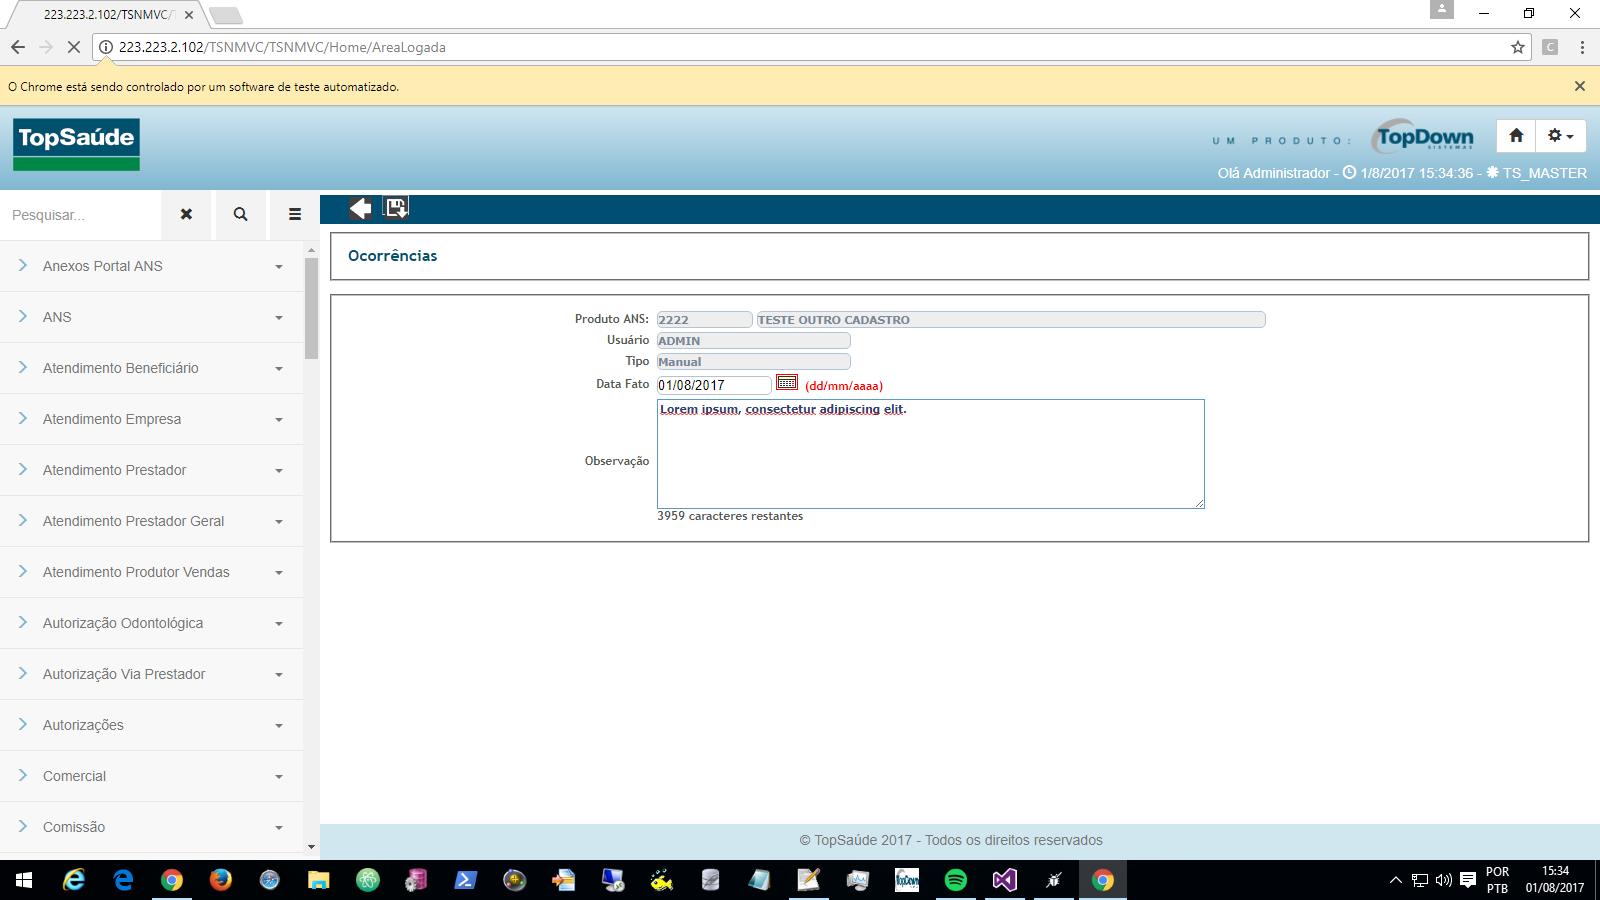 223.223.2.102/TSNMVC/
223.223.2.102/TSNMVC/TSNMVC/Home/AreaLogada
C
O Chrome está sendo controlado por um software de teste automatizado.
TopSaúde
UM PRODUTO:
TopDown
SISTEMAS
Olá Administrador - 1/8/2017 15:34:36 - TS_MASTER
Pesquisar...
Ocorrências
Anexos Portal ANS
ANS
Atendimento Beneficiário
Atendimento Empresa
Atendimento Prestador
Atendimento Prestador Geral
Atendimento Produtor Vendas
Autorização Odontológica
Autorização Via Prestador
Autorizações
Comercial
Comissão
Produto ANS: 2222 TESTE OUTRO CADASTRO
Usuário ADMIN
Tipo Manual
Data Fato 01/08/2017 (dd/mm/aaaa)
Observação Lorem ipsum, consectetur adipiscing elit.
3959 caracteres restantes
© TopSaúde 2017 - Todos os direitos reservados
TopDown
POR
PTB
15:34
01/08/2017